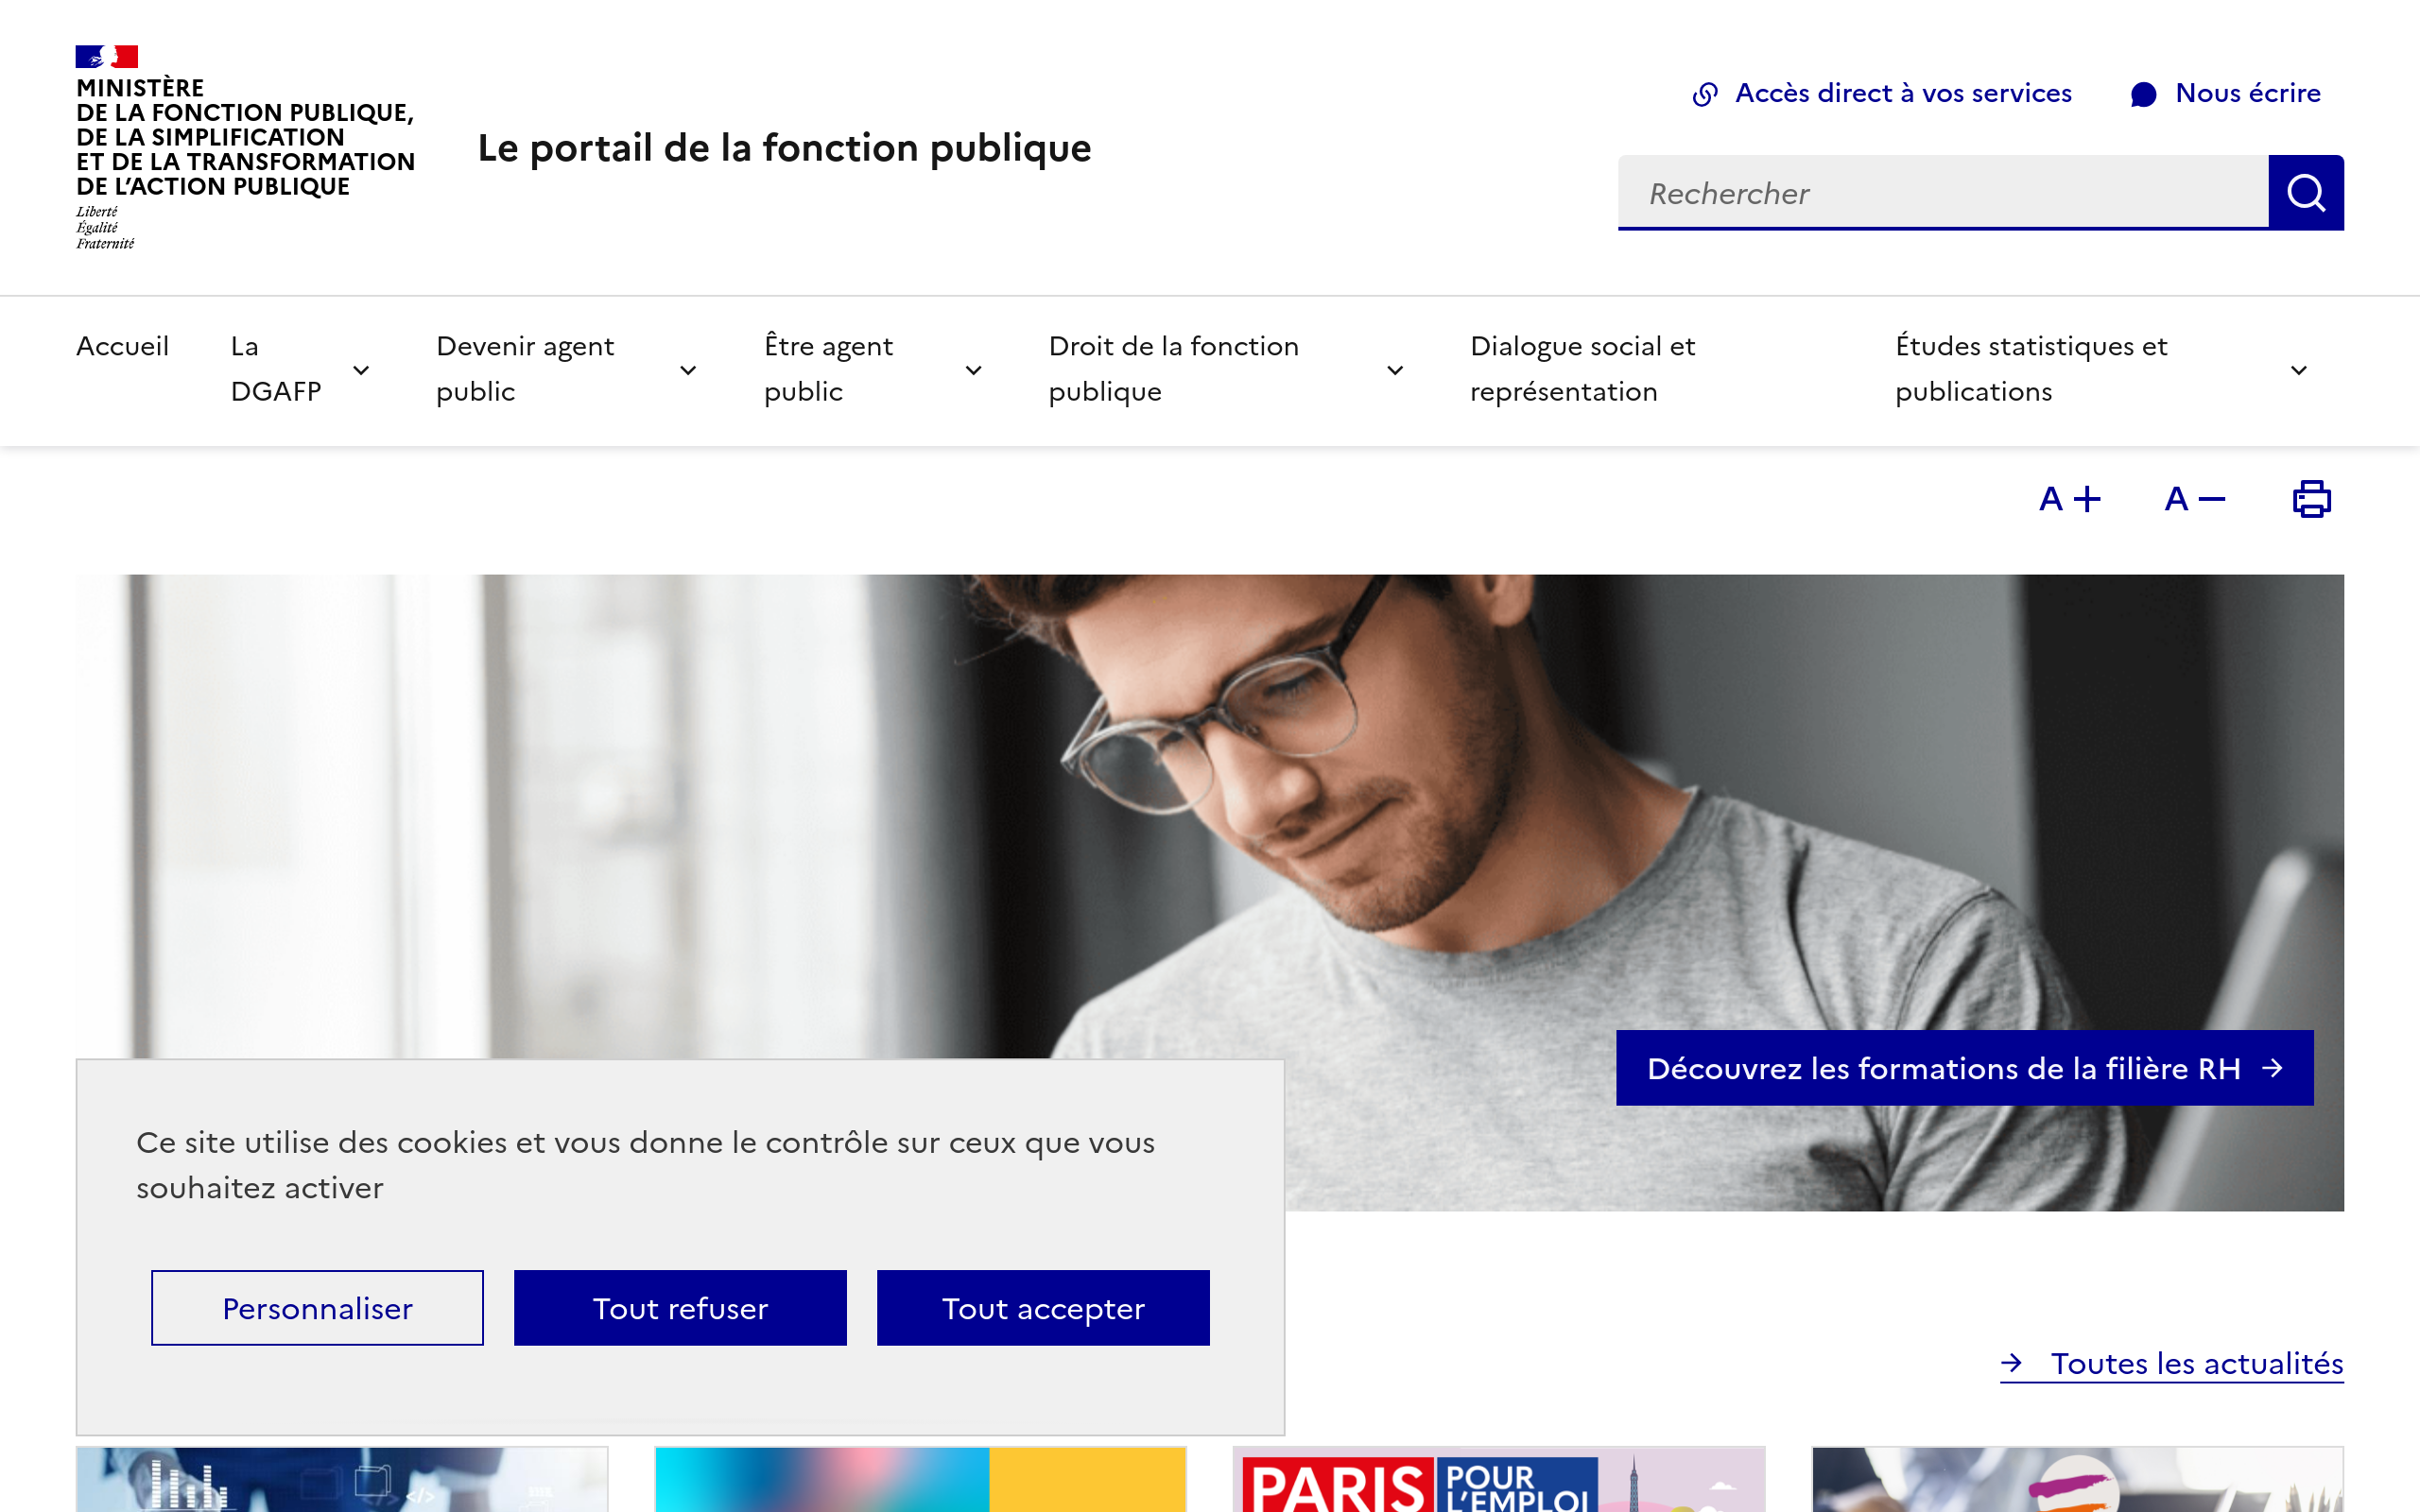 MINISTÈRE
DE LA FONCTION PUBLIQUE,
DE LA SIMPLIFICATION
ET DE LA TRANSFORMATION
DE L’ACTION PUBLIQUE
Liberté
Égalité
Fraternité
Le portail de la fonction publique
Accès direct à vos services
Nous écrire
Rechercher
Accueil
La
DGAFP
Devenir agent
public
Être agent
public
Droit de la fonction
publique
Dialogue social et
représentation
Études statistiques et
publications
A+
A−
Découvrez les formations de la filière RH
Ce site utilise des cookies et vous donne le contrôle sur ceux que vous
souhaitez activer
Personnaliser
Tout refuser
Tout accepter
Toutes les actualités
</>
PARIS
POUR
L'EMPLOI